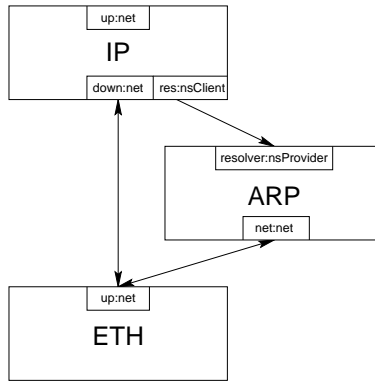 up:net
IP
down:net
res:nsClient
resolver:nsProvider
ARP
net:net
up:net
ETH